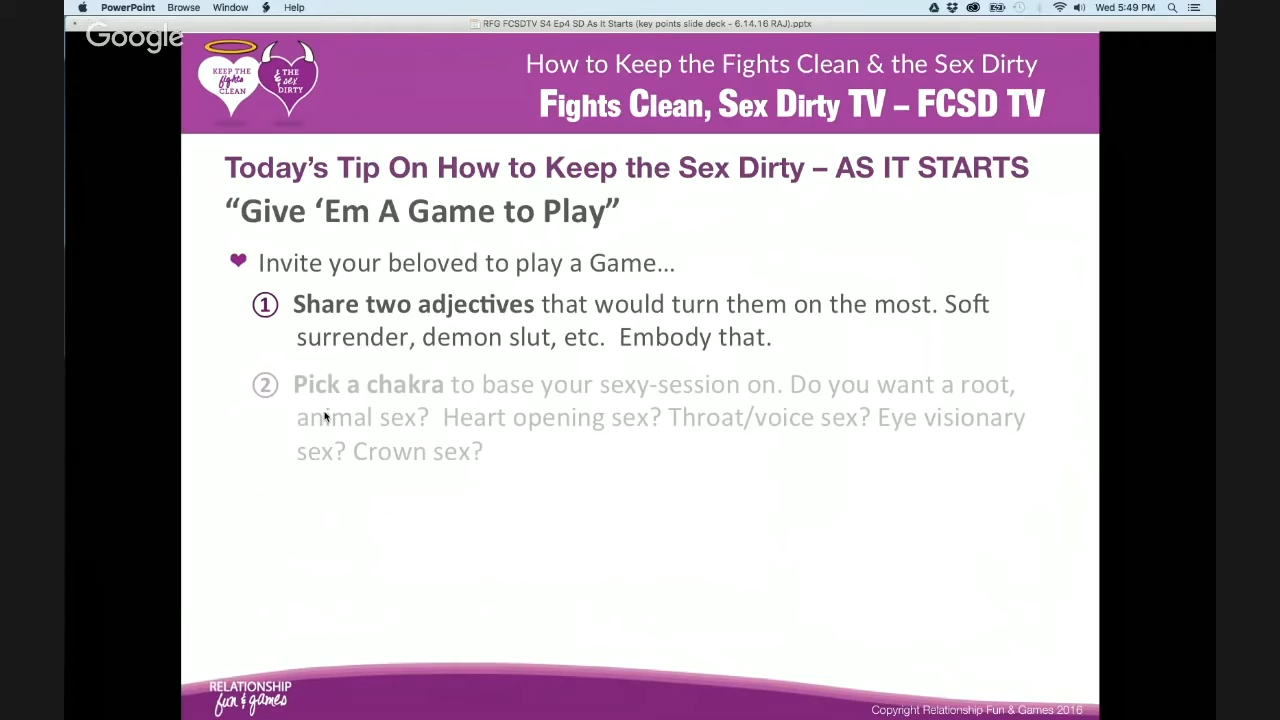 PowerPoint Browse Window Help Wed 5:49 PM
RFG FCSDTV S4 Ep4 SD As It Starts (key points slide deck - 6.14.16 RAJ).pptx
Google
KEEP THE
fights
CLEAN
& THE
sex
DIRTY
How to Keep the Fights Clean & the Sex Dirty
Fights Clean, Sex Dirty TV – FCSD TV
Today's Tip On How to Keep the Sex Dirty – AS IT STARTS
“Give ‘Em A Game to Play”
Invite your beloved to play a Game…
1 Share two adjectives that would turn them on the most. Soft
surrender, demon slut, etc. Embody that.
2 Pick a chakra to base your sexy-session on. Do you want a root,
animal sex? Heart opening sex? Throat/voice sex? Eye visionary
sex? Crown sex?
RELATIONSHIP
fun & games
Copyright Relationship Fun & Games 2016